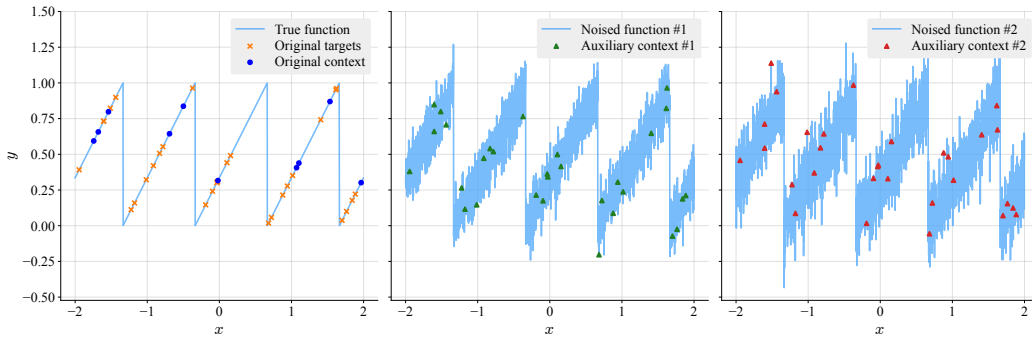 True function
Original targets
Original context
Noised function #1
Auxiliary context #1
Noised function #2
Auxiliary context #2
1.50
1.25
1.00
0.75
0.50
0.25
0.00
−0.25
−0.50
y
−2 −1 0 1 2
−2 −1 0 1 2
−2 −1 0 1 2
x
x
x